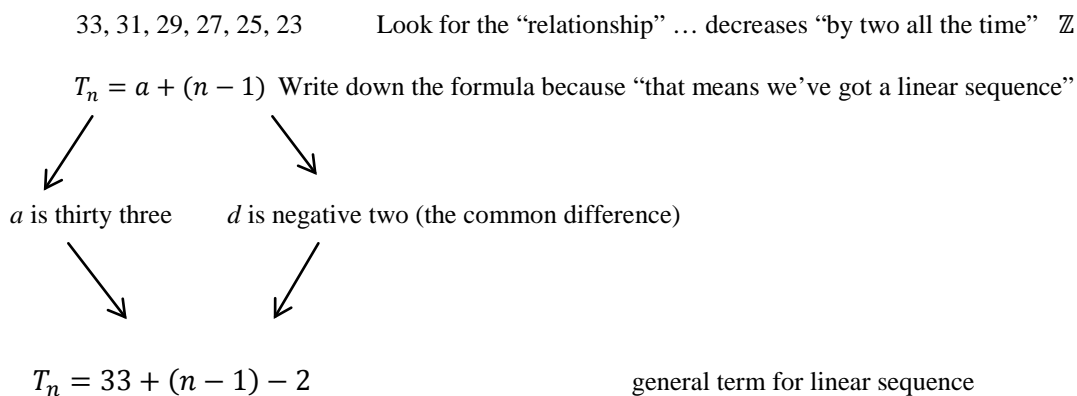 33, 31, 29, 27, 25, 23 Look for the “relationship” … decreases “by two all the time” ℤ
𝑇ₙ = 𝑎 + (𝑛 − 1) Write down the formula because “that means we’ve got a linear sequence”
a is thirty three d is negative two (the common difference)
𝑇ₙ = 33 + (𝑛 − 1) − 2 general term for linear sequence